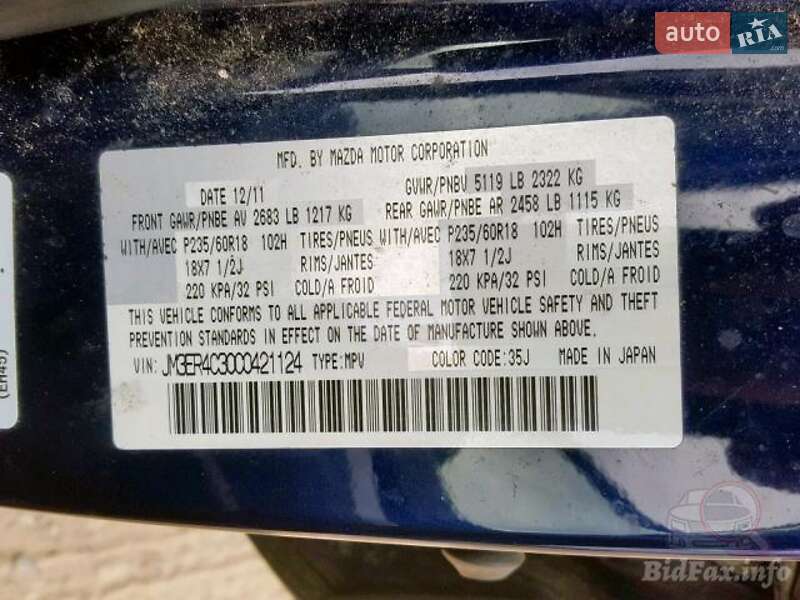 auto RIA .com
MFD. BY MAZDA MOTOR CORPORATION
DATE 12/11 GVWR/PNBV 5119 LB 2322 KG
FRONT GAWR/PNBE AV 2683 LB 1217 KG REAR GAWR/PNBE AR 2458 LB 1115 KG
WITH/AVEC P235/60R18 102H TIRES/PNEUS WITH/AVEC P235/60R18 102H TIRES/PNEUS
18X7 1/2J RIMS/JANTES 18X7 1/2J RIMS/JANTES
220 KPA/32 PSI COLD/A FROID 220 KPA/32 PSI COLD/A FROID
THIS VEHICLE CONFORMS TO ALL APPLICABLE FEDERAL MOTOR VEHICLE SAFETY AND THEFT
PREVENTION STANDARDS IN EFFECT ON THE DATE OF MANUFACTURE SHOWN ABOVE.
VIN: JM3ER4C30C0421124 TYPE:MPV COLOR CODE:35J MADE IN JAPAN
(EH45)
BidFax.info